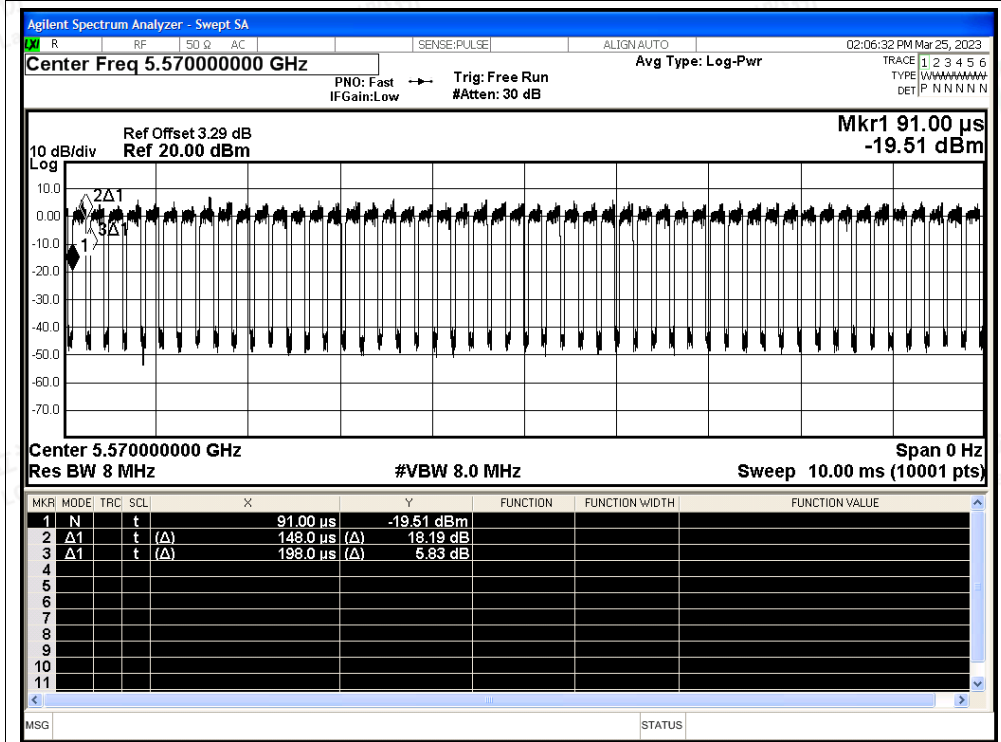 Agilent Spectrum Analyzer - Swept SA
LXI R RF 50 Ω AC SENSE:PULSE ALIGN AUTO 02:06:32 PM Mar 25, 2023
Center Freq 5.570000000 GHz Avg Type: Log-Pwr TRACE 1 2 3 4 5 6
PNO: Fast Trig: Free Run TYPE WWWWWW
IFGain:Low #Atten: 30 dB DET P N N N N N
Mkr1 91.00 µs
Ref Offset 3.29 dB
10 dB/div Ref 20.00 dBm -19.51 dBm
Log
10.0
2Δ1
0.00
3Δ1
1
-10.0
-20.0
-30.0
-40.0
-50.0
-60.0
-70.0
Center 5.570000000 GHz Span 0 Hz
Res BW 8 MHz #VBW 8.0 MHz Sweep 10.00 ms (10001 pts)
MKR MODE TRC SCL X Y FUNCTION FUNCTION WIDTH FUNCTION VALUE
1 N t 91.00 µs -19.51 dBm
2 Δ1 t (Δ) 148.0 µs (Δ) 18.19 dB
3 Δ1 t (Δ) 198.0 µs (Δ) 5.83 dB
4
5
6
7
8
9
10
11
MSG STATUS